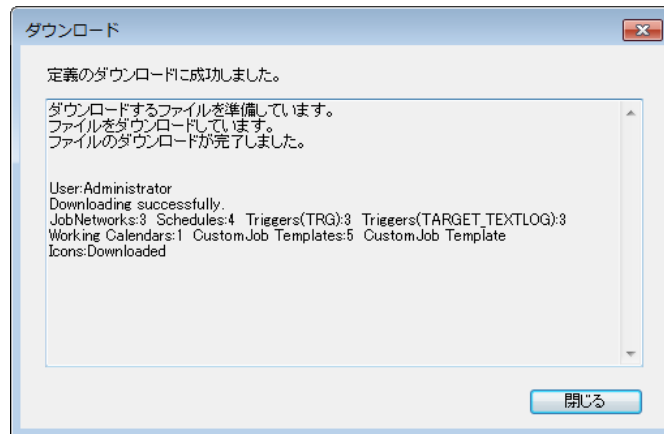 ダウンロード
定義のダウンロードに成功しました。
ダウンロードするファイルを準備しています。
ファイルをダウンロードしています。
ファイルのダウンロードが完了しました。
User:Administrator
Downloading successfully.
JobNetworks:3 Schedules:4 Triggers(TRG):3 Triggers(TARGET_TEXTLOG):3
Working Calendars:1 CustomJob Templates:5 CustomJob Template
Icons:Downloaded
閉じる